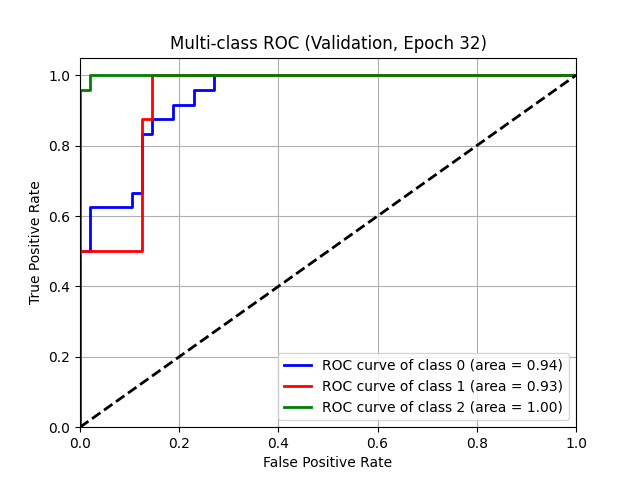 Multi-class ROC (Validation, Epoch 32)
1.0
0.8
0.6
0.4
0.2
0.0
True Positive Rate
ROC curve of class 0 (area = 0.94)
ROC curve of class 1 (area = 0.93)
ROC curve of class 2 (area = 1.00)
0.0 0.2 0.4 0.6 0.8 1.0
False Positive Rate